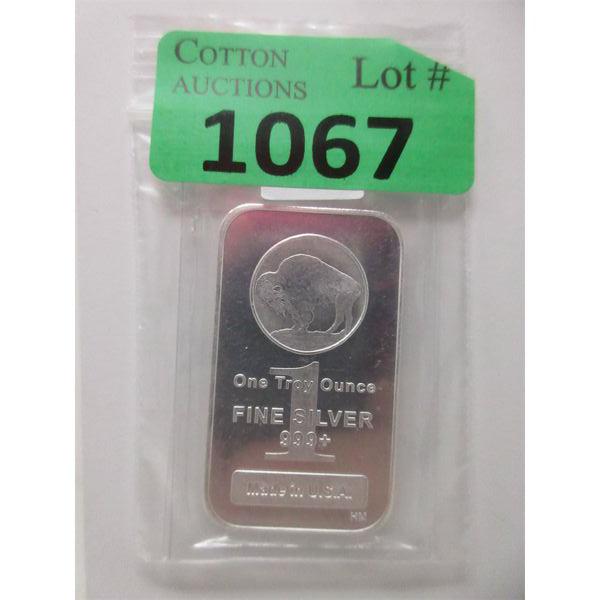 COTTON
AUCTIONS
Lot #
1067
One Troy Ounce
1
FINE SILVER
999+
Made in U.S.A.
HM